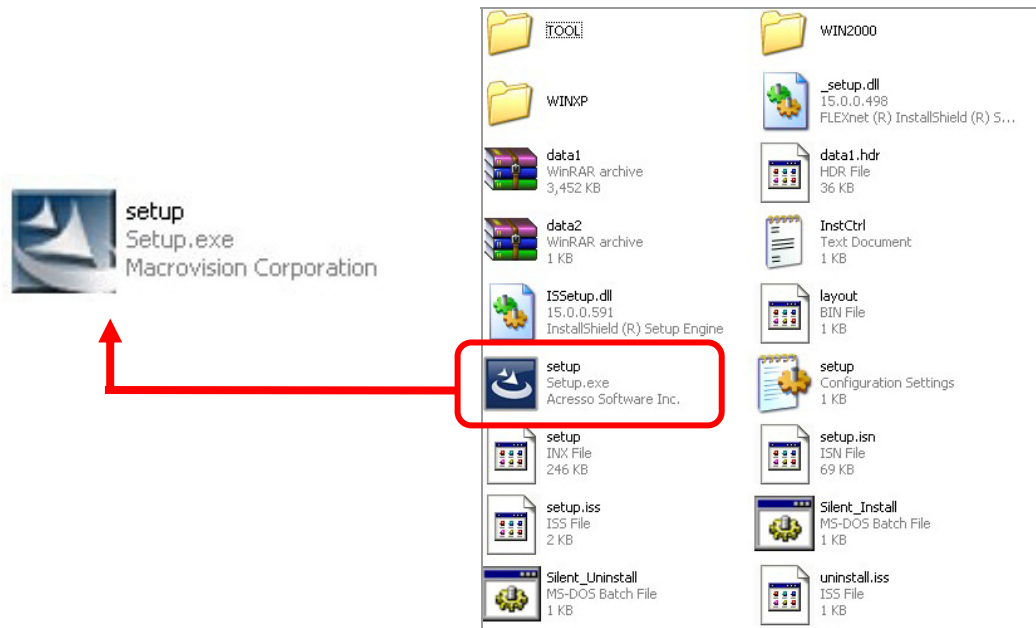 setup
Setup.exe
Macrovision Corporation
TOOL
WIN2000
WINXP
_setup.dll
15.0.0.498
FLEXnet (R) InstallShield (R) S...
data1
WinRAR archive
3,452 KB
data1.hdr
HDR File
36 KB
data2
WinRAR archive
1 KB
InstCtrl
Text Document
1 KB
ISSetup.dll
15.0.0.591
InstallShield (R) Setup Engine
layout
BIN File
1 KB
setup
Setup.exe
Acresso Software Inc.
setup
Configuration Settings
1 KB
setup
INX File
246 KB
setup.isn
ISN File
69 KB
setup.iss
ISS File
2 KB
Silent_Install
MS-DOS Batch File
1 KB
Silent_Uninstall
MS-DOS Batch File
1 KB
uninstall.iss
ISS File
1 KB